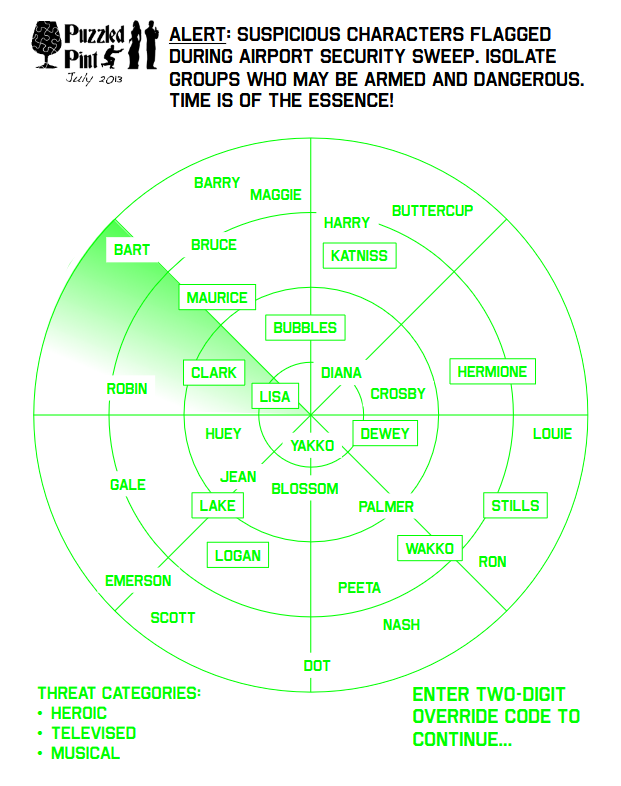 Puzzled
Pint
July 2013
ALERT: SUSPICIOUS CHARACTERS FLAGGED
DURING AIRPORT SECURITY SWEEP. ISOLATE
GROUPS WHO MAY BE ARMED AND DANGEROUS.
TIME IS OF THE ESSENCE!
BARRY
MAGGIE
BUTTERCUP
HARRY
BART
BRUCE
KATNISS
MAURICE
BUBBLES
CLARK
DIANA
HERMIONE
ROBIN
LISA
CROSBY
HUEY
DEWEY
LOUIE
YAKKO
GALE
JEAN
BLOSSOM
LAKE
PALMER
STILLS
LOGAN
WAKKO
RON
EMERSON
PEETA
SCOTT
NASH
DOT
THREAT CATEGORIES:
• HEROIC
• TELEVISED
• MUSICAL
ENTER TWO-DIGIT
OVERRIDE CODE TO
CONTINUE...